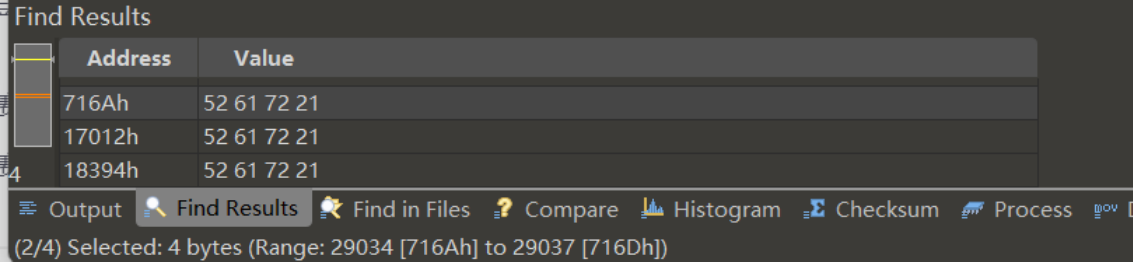 Find Results
Address Value
716Ah 52 61 72 21
17012h 52 61 72 21
4 18394h 52 61 72 21
Output Find Results Find in Files Compare Histogram Checksum Process
(2/4) Selected: 4 bytes (Range: 29034 [716Ah] to 29037 [716Dh])